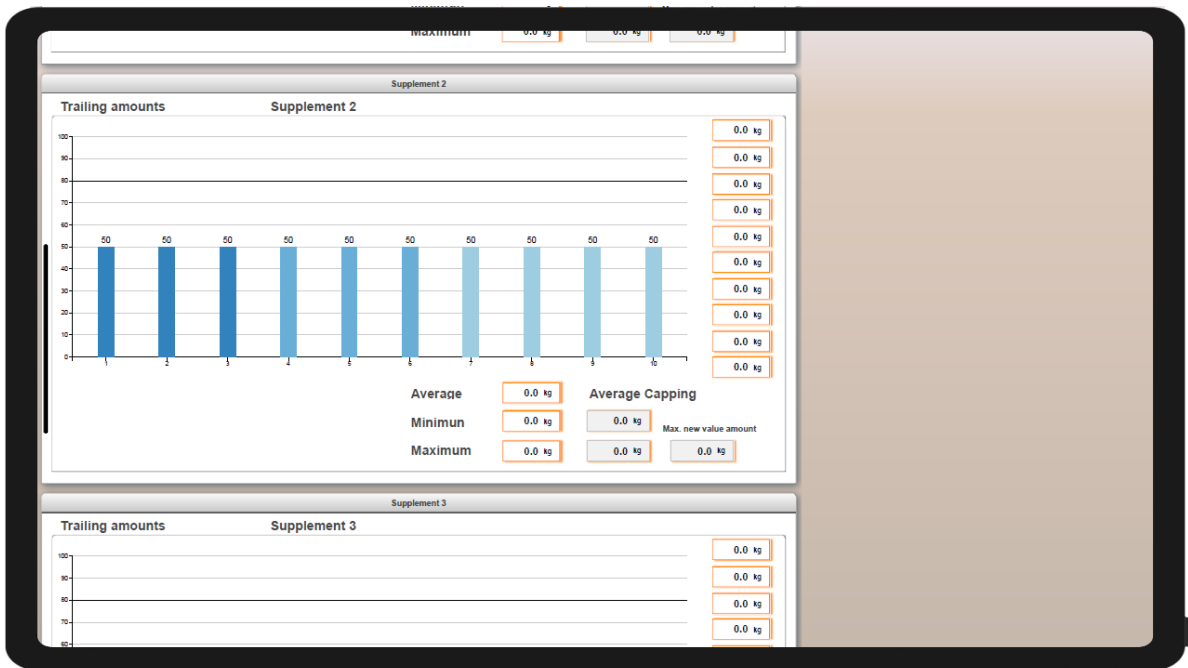 Maximum 0.0 kg 0.0 kg 0.0 kg
Supplement 2
Trailing amounts Supplement 2
100
90
80
70
60
50
40
30
20
10
0
50 50 50 50 50 50 50 50 50 50
1 2 3 4 5 6 7 8 9 10
0.0 kg
0.0 kg
0.0 kg
0.0 kg
0.0 kg
0.0 kg
0.0 kg
0.0 kg
0.0 kg
0.0 kg
Average 0.0 kg Average Capping
Minimun 0.0 kg 0.0 kg Max. new value amount
Maximum 0.0 kg 0.0 kg 0.0 kg
Supplement 3
Trailing amounts Supplement 3
100
90
80
70
60
0.0 kg
0.0 kg
0.0 kg
0.0 kg